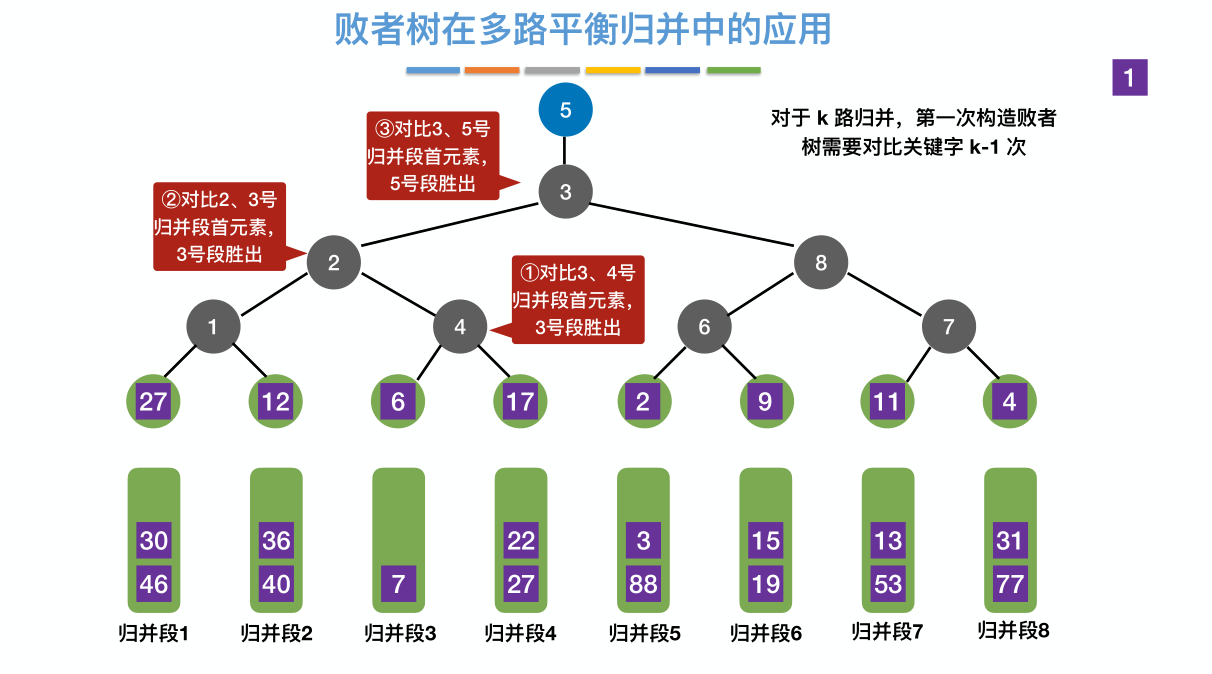 败者树在多路平衡归并中的应用
1
5
对于 k 路归并，第一次构造败者
树需要对比关键字 k-1 次
③对比3、5号
归并段首元素，
5号段胜出
3
②对比2、3号
归并段首元素，
3号段胜出
2
8
①对比3、4号
归并段首元素，
3号段胜出
1
4
6
7
27
12
6
17
2
9
11
4
30
36
22
3
15
13
31
46
40
7
27
88
19
53
77
归并段1
归并段2
归并段3
归并段4
归并段5
归并段6
归并段7
归并段8